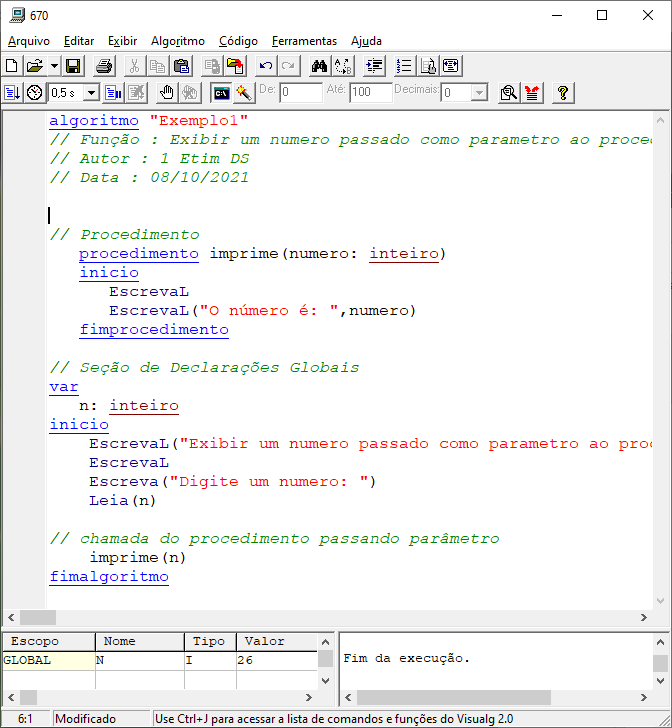 670
Arquivo Editar Exibir Algoritmo Código Ferramentas Ajuda
0,5 s De: 0 Até: 100 Decimais: 0
algoritmo "Exemplo1"
// Função : Exibir um numero passado como parametro ao proced
// Autor : 1 Etim DS
// Data : 08/10/2021
// Procedimento
procedimento imprime(numero: inteiro)
inicio
EscrevaL
EscrevaL("O número é: ",numero)
fimprocedimento
// Seção de Declarações Globais
var
n: inteiro
inicio
EscrevaL("Exibir um numero passado como parametro ao proc
EscrevaL
Escreva("Digite um numero: ")
Leia(n)
// chamada do procedimento passando parâmetro
imprime(n)
fimalgoritmo
Escopo Nome Tipo Valor
GLOBAL N I 26
Fim da execução.
6:1 Modificado Use Ctrl+J para acessar a lista de comandos e funções do Visualg 2.0